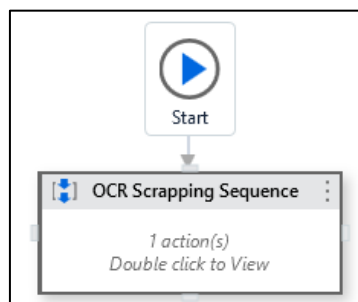 Start
OCR Scrapping Sequence
1 action(s)
Double click to View